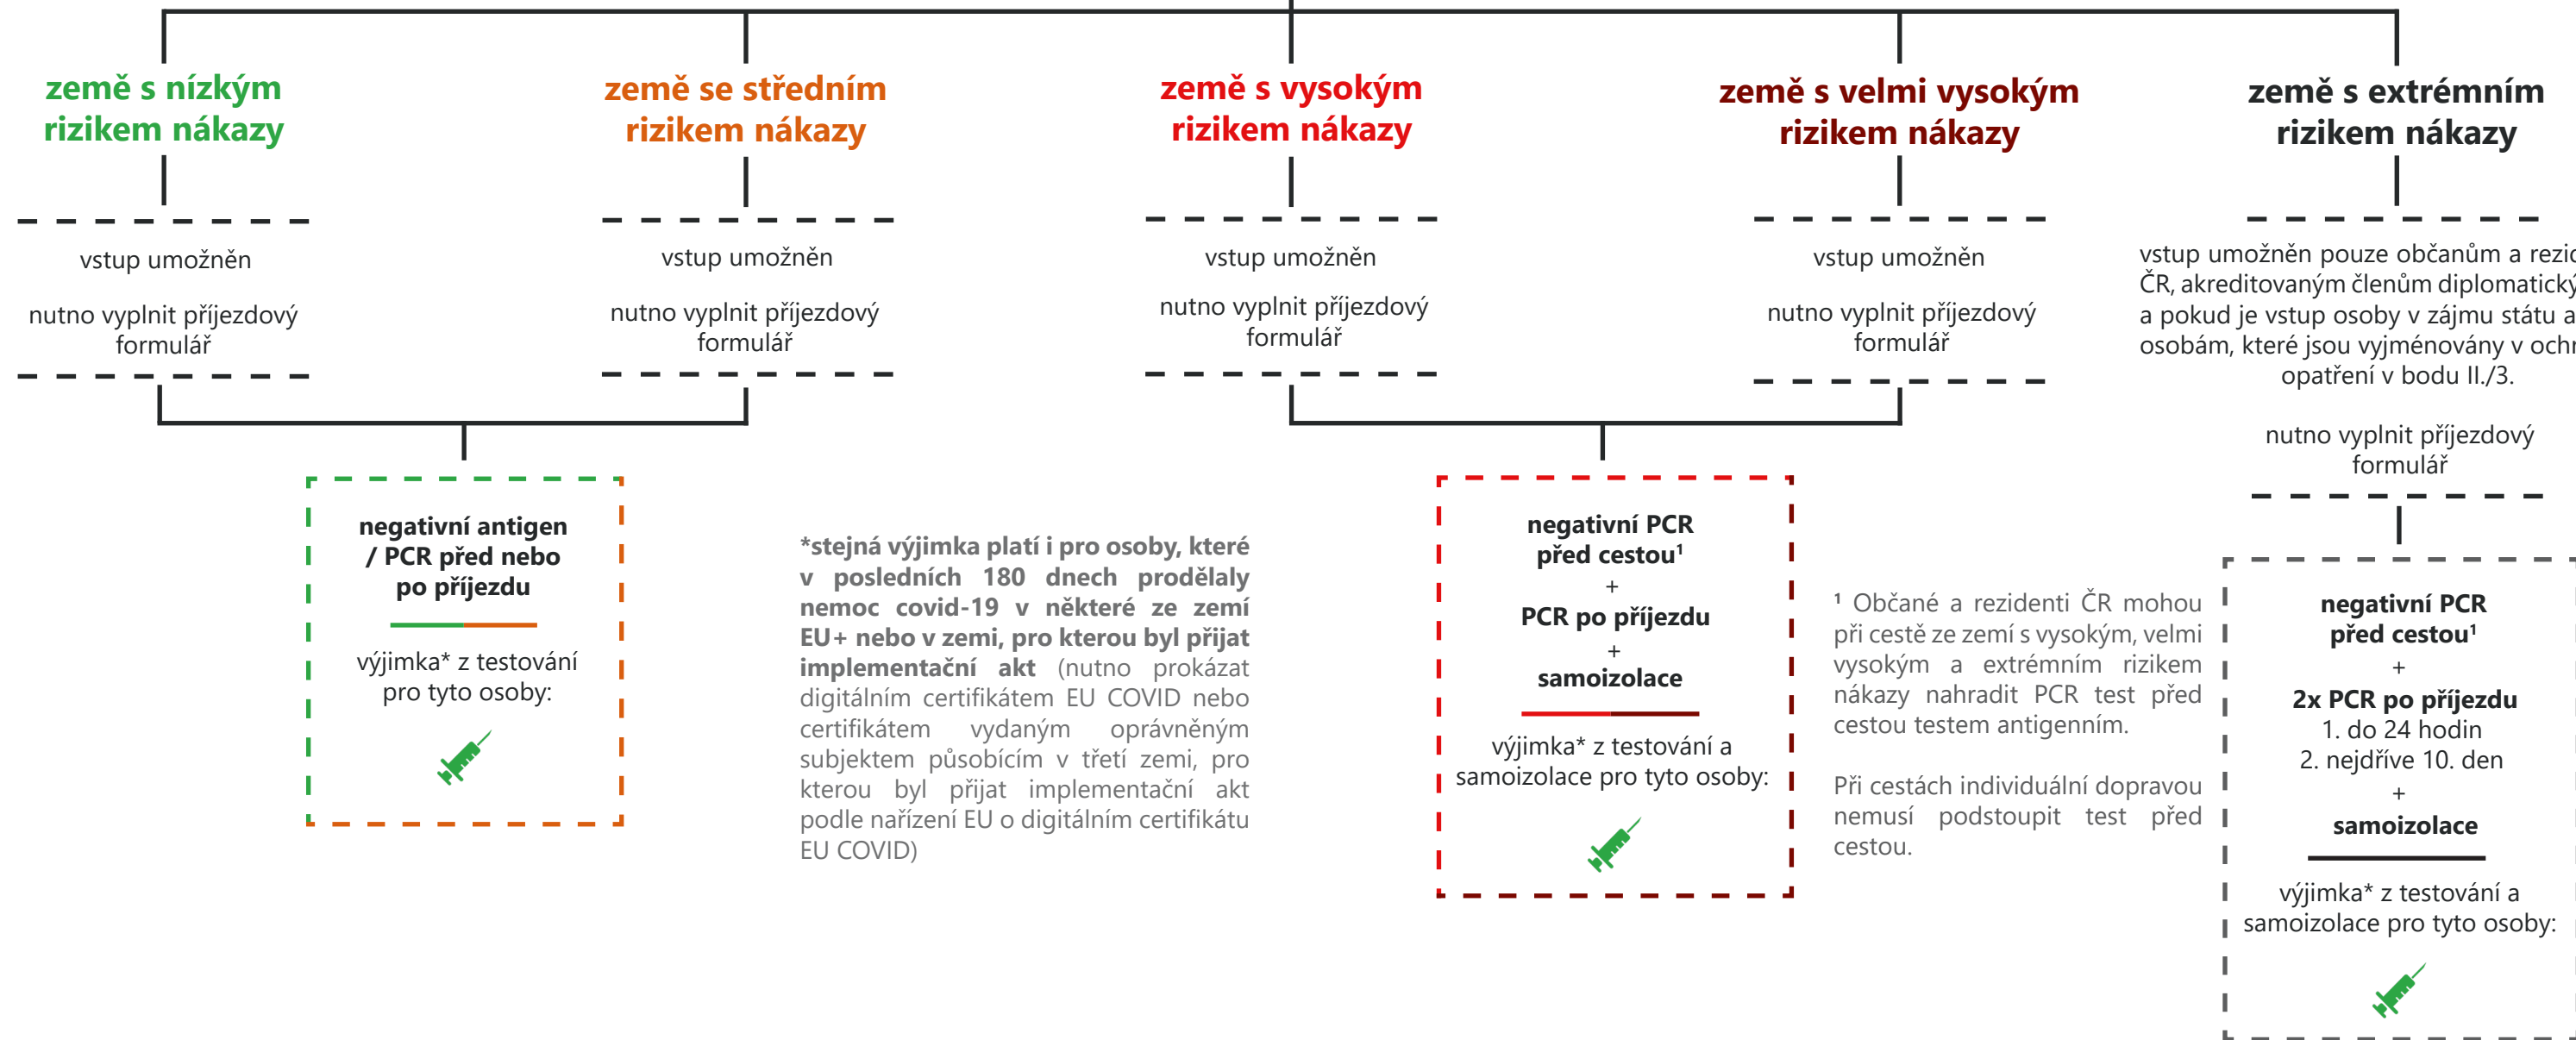 země s nízkým
rizikem nákazy
vstup umožněn
nutno vyplnit příjezdový
formulář
země se středním
rizikem nákazy
vstup umožněn
nutno vyplnit příjezdový
formulář
negativní antigen
/ PCR před nebo
po příjezdu
výjimka* z testování
pro tyto osoby:
*stejná výjimka platí i pro osoby, které
v posledních 180 dnech prodělaly
nemoc covid-19 v některé ze zemí
EU+ nebo v zemi, pro kterou byl přijat
implementační akt (nutno prokázat
digitálním certifikátem EU COVID nebo
certifikátem vydaným oprávněným
subjektem působícím v třetí zemi, pro
kterou byl přijat implementační akt
podle nařízení EU o digitálním certifikátu
EU COVID)
země s vysokým
rizikem nákazy
vstup umožněn
nutno vyplnit příjezdový
formulář
země s velmi vysokým
rizikem nákazy
vstup umožněn
nutno vyplnit příjezdový
formulář
negativní PCR
před cestou¹
+
PCR po příjezdu
+
samoizolace
výjimka* z testování a
samoizolace pro tyto osoby:
¹ Občané a rezidenti ČR mohou
při cestě ze zemí s vysokým, velmi
vysokým a extrémním rizikem
nákazy nahradit PCR test před
cestou testem antigenním.
Při cestách individuální dopravou
nemusí podstoupit test před
cestou.
země s extrémním
rizikem nákazy
vstup umožněn pouze občanům a
ČR, akreditovaným členům
a pokud je vstup osoby v zájmu státu
osobám, které jsou vyjménovány v
opatření v bodu II./3.
nutno vyplnit příjezdový
formulář
negativní PCR
před cestou¹
+
2x PCR po příjezdu
1. do 24 hodin
2. nejdříve 10. den
+
samoizolace
výjimka* z testování a
samoizolace pro tyto osoby: